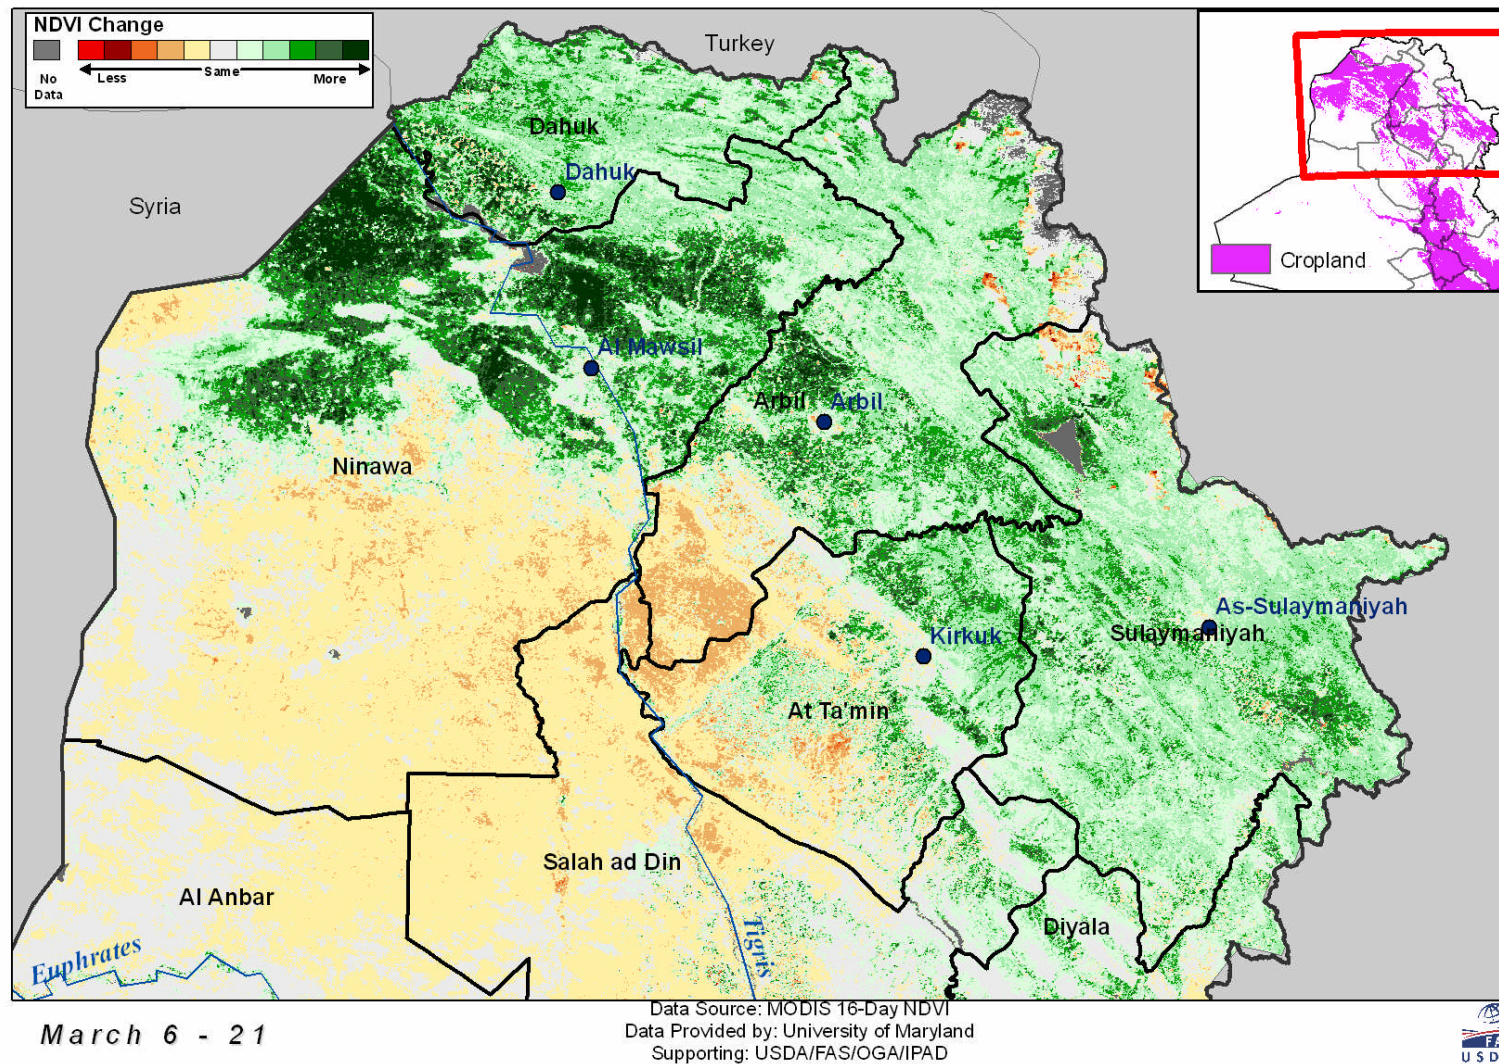 NDVI Change
No
Data
Less
Same
More
Turkey
Syria
Cropland
Dahuk
Dahuk
Al Mawsil
Arbil
Arbil
Ninawa
As-Sulaymaniyah
Sulaymaniyah
Kirkuk
At Ta'min
Salah ad Din
Al Anbar
Diyala
Euphrates
Tigris
March 6 - 21
Data Source: MODIS 16-Day NDVI
Data Provided by: University of Maryland
Supporting: USDA/FAS/OGA/IPAD